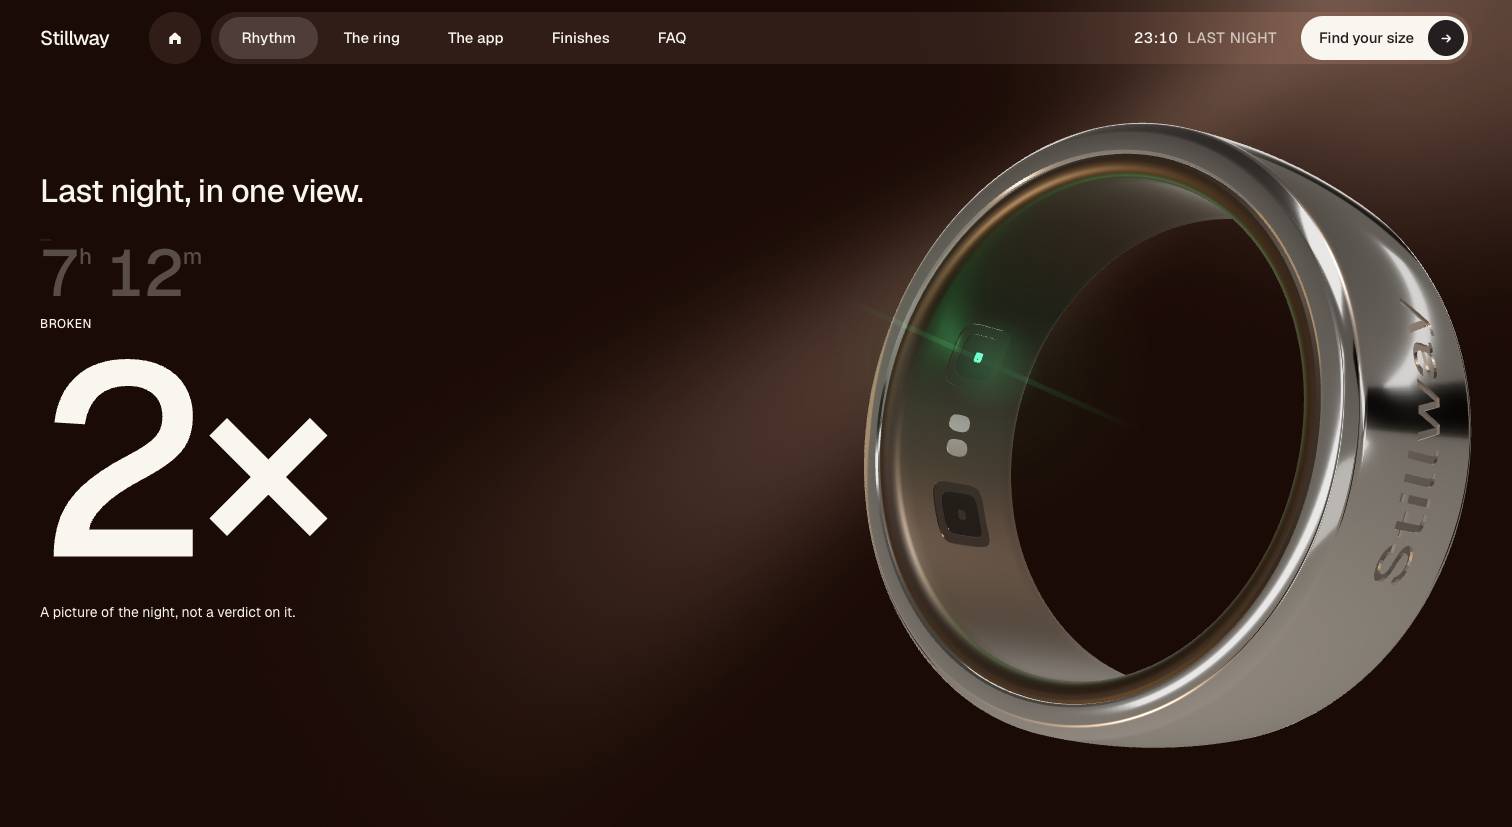 Stillway
Rhythm
The ring
The app
Finishes
FAQ
23:10 LAST NIGHT
Find your size
Last night, in one view.
7h 12m
BROKEN
2×
A picture of the night, not a verdict on it.
Stillway